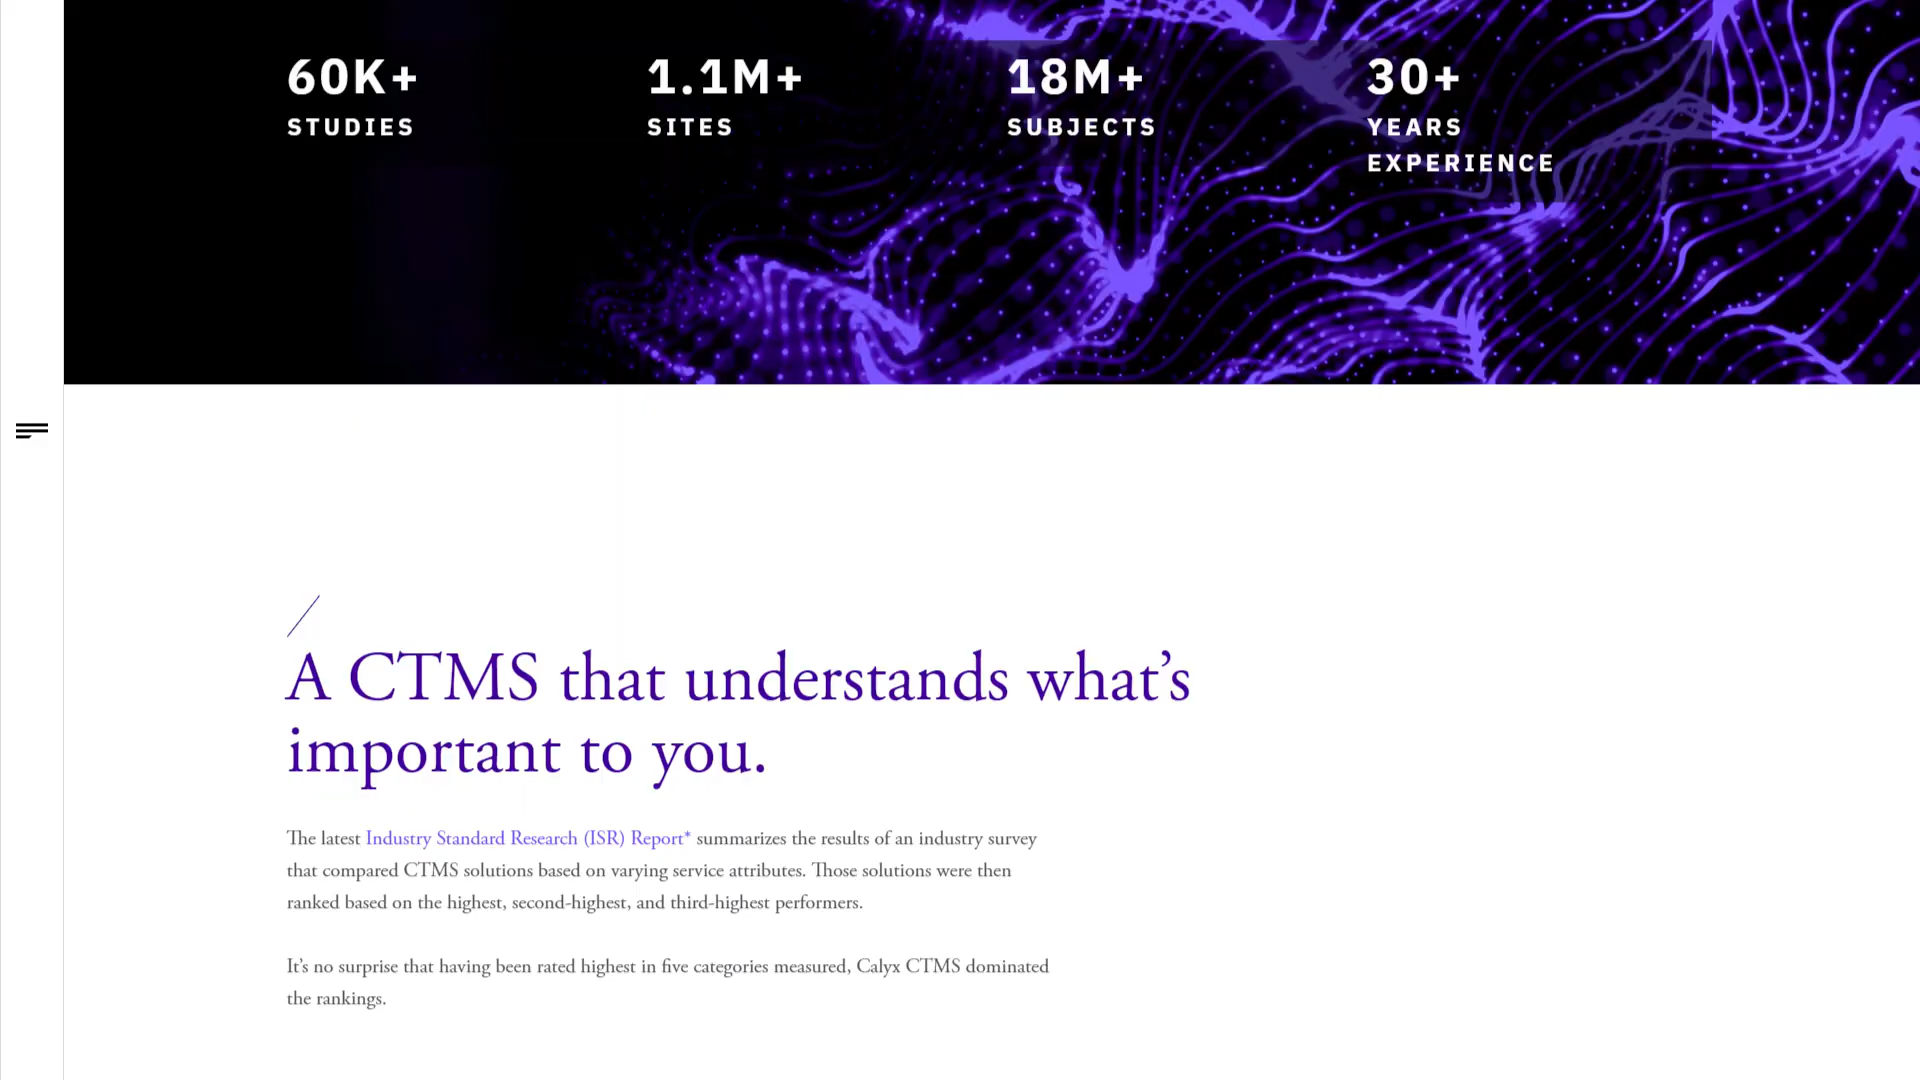 60K+
STUDIES
1.1M+
SITES
18M+
SUBJECTS
30+
YEARS
EXPERIENCE
A CTMS that understands what’s
important to you.
The latest Industry Standard Research (ISR) Report* summarizes the results of an industry survey
that compared CTMS solutions based on varying service attributes. Those solutions were then
ranked based on the highest, second-highest, and third-highest performers.
It’s no surprise that having been rated highest in five categories measured, Calyx CTMS dominated
the rankings.